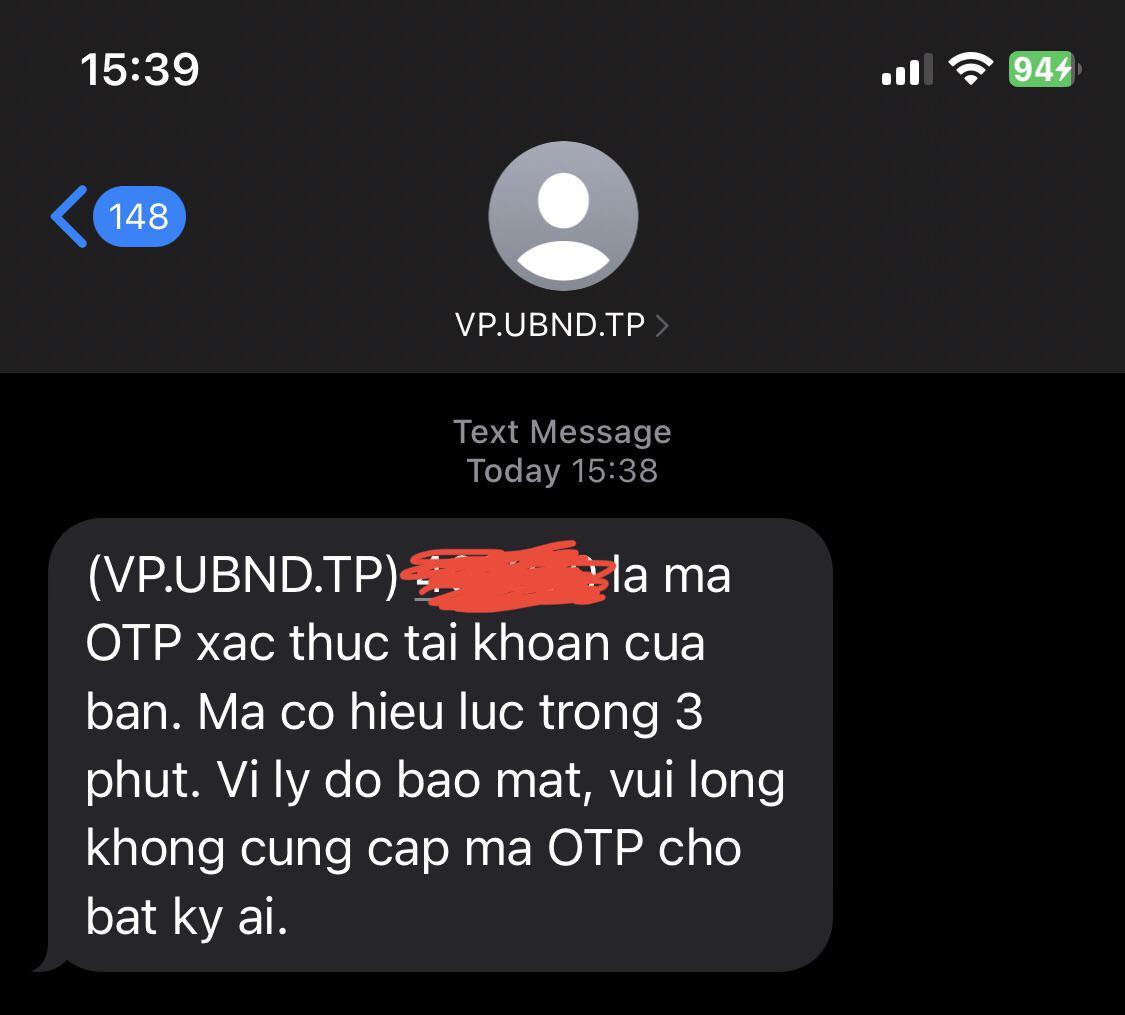 15:39
94
148
VP.UBND.TP
Text Message
Today 15:38
(VP.UBND.TP) la ma
OTP xac thuc tai khoan cua
ban. Ma co hieu luc trong 3
phut. Vi ly do bao mat, vui long
khong cung cap ma OTP cho
bat ky ai.